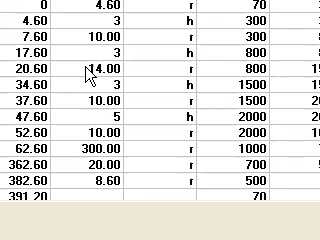 0 4.60 r 70
4.60 3 h 300
7.60 10.00 r 300
17.60 3 h 800
20.60 14.00 r 800
34.60 3 h 1500
37.60 10.00 r 1500
47.60 5 h 2000
52.60 10.00 r 2000
62.60 300.00 r 1000
362.60 20.00 r 700
382.60 8.60 r 500
391.20 70